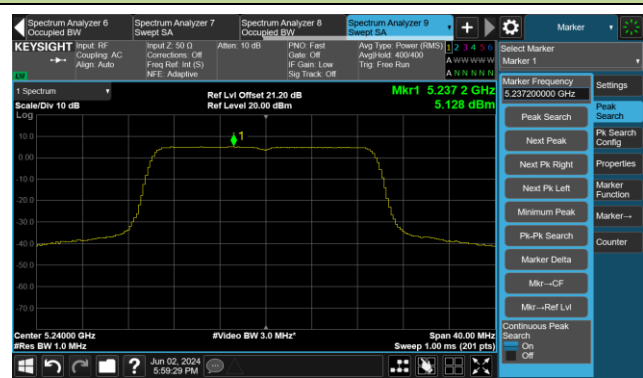 Spectrum Analyzer 6
Occupied BW
Spectrum Analyzer 7
Swept SA
Spectrum Analyzer 8
Occupied BW
Spectrum Analyzer 9
Swept SA
Marker
KEYSIGHT
Input: RF
Coupling: AC
Align: Auto
Input Z: 50 Ω
Corrections: Off
Freq Ref: Int (S)
NFE: Adaptive
Atten: 10 dB
PNO: Fast
Gate: Off
IF Gain: Low
Sig Track: Off
Avg Type: Power (RMS)
Avg|Hold: 400/400
Trig: Free Run
1 2 3 4 5 6
A W W W W W
A N N N N N
LW
Select Marker
Marker 1
1 Spectrum
Scale/Div 10 dB
Log
Ref Lvl Offset 21.20 dB
Ref Level 20.00 dBm
Mkr1 5.237 2 GHz
5.128 dBm
1
10.0
0.00
-10.0
-20.0
-30.0
-40.0
-50.0
-60.0
-70.0
Center 5.24000 GHz
#Res BW 1.0 MHz
#Video BW 3.0 MHz*
Span 40.00 MHz
Sweep 1.00 ms (201 pts)
Marker Frequency
5.237200000 GHz
Peak Search
Next Peak
Next Pk Right
Next Pk Left
Minimum Peak
Pk-Pk Search
Marker Delta
Mkr→CF
Mkr→Ref Lvl
Continuous Peak
Search
On
Off
Settings
Peak
Search
Pk Search
Config
Properties
Marker
Function
Marker→
Counter
Jun 02, 2024
5:59:29 PM